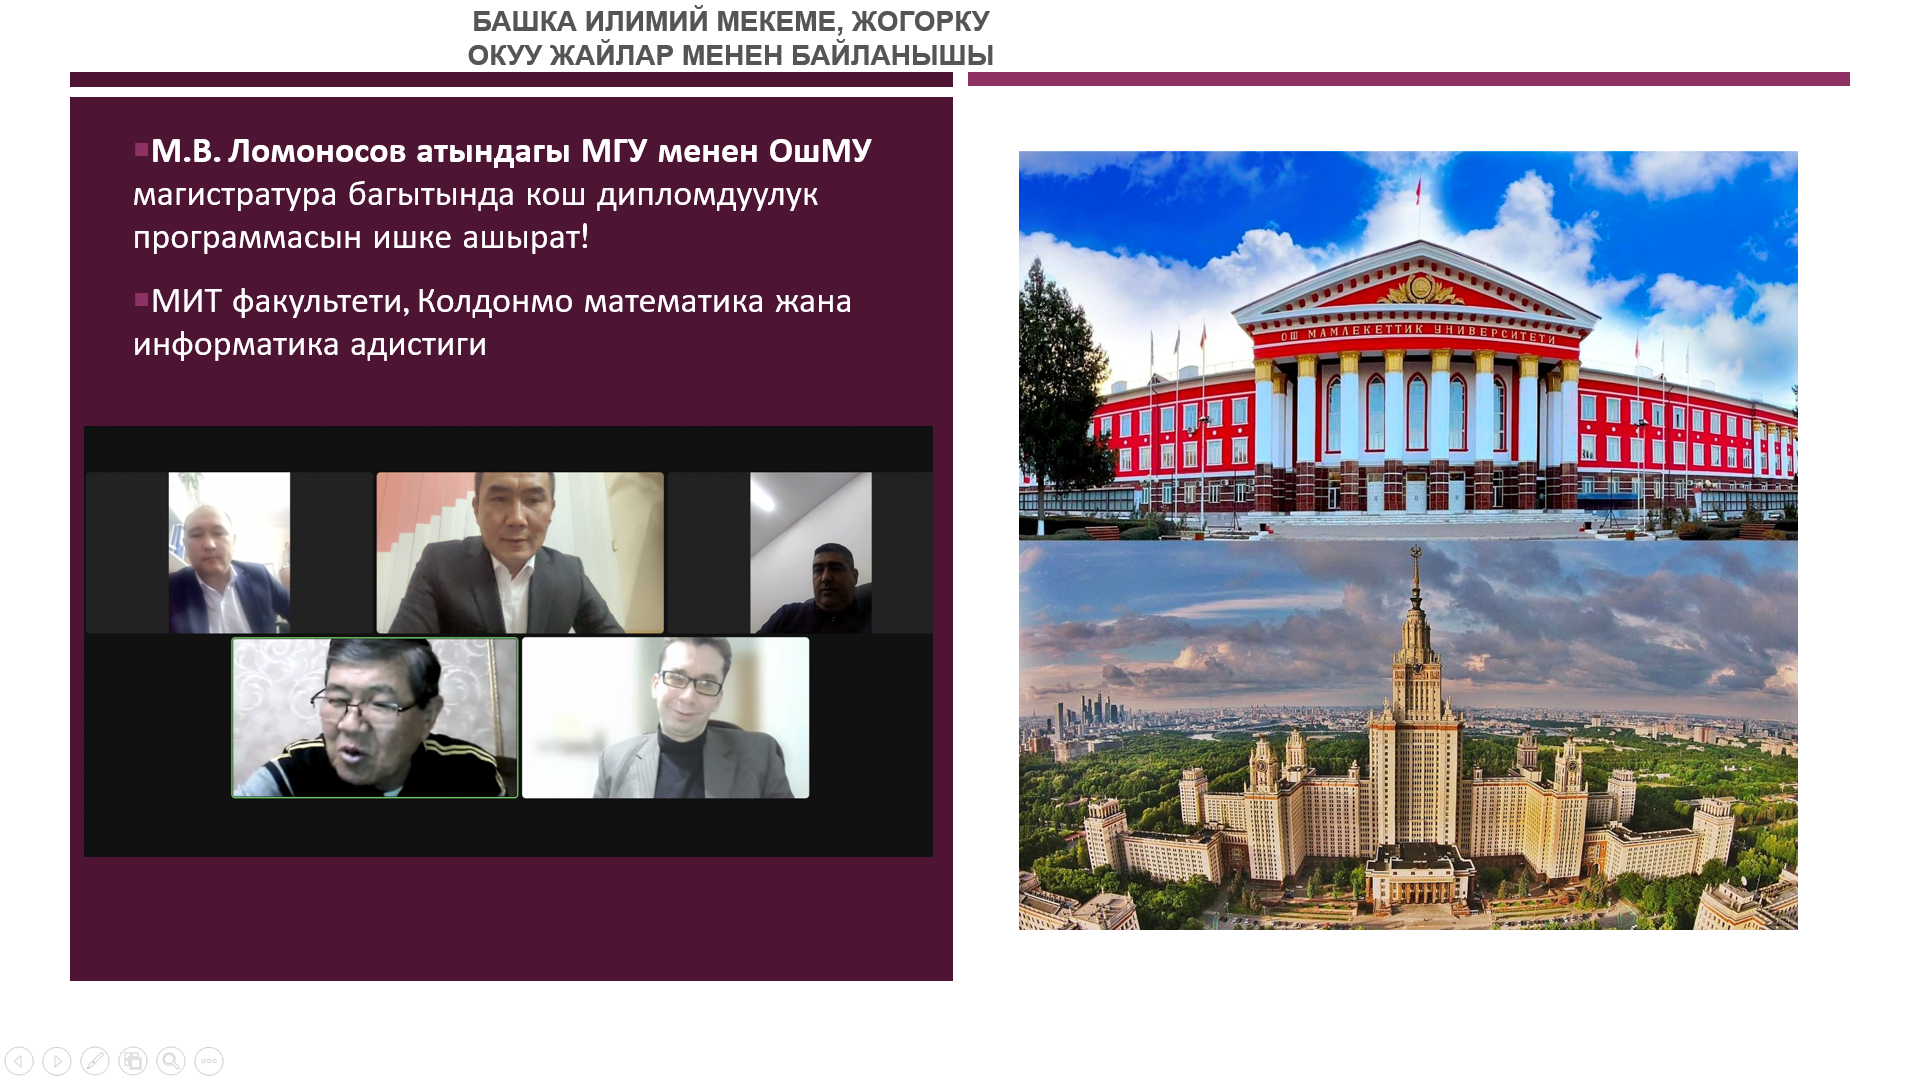 БАШКА ИЛИМИЙ МЕКЕМЕ, ЖОГОРКУ
ОКУУ ЖАЙЛАР МЕНЕН БАЙЛАНЫШЫ
М.В. Ломоносов атындагы МГУ менен ОшМУ
магистратура багытында кош дипломдуулук
программасын ишке ашырат!
МИТ факультети, Колдонмо математика жана
информатика адистиги
ОШ МАМЛЕКЕТТИК УНИВЕРСИТЕТИ